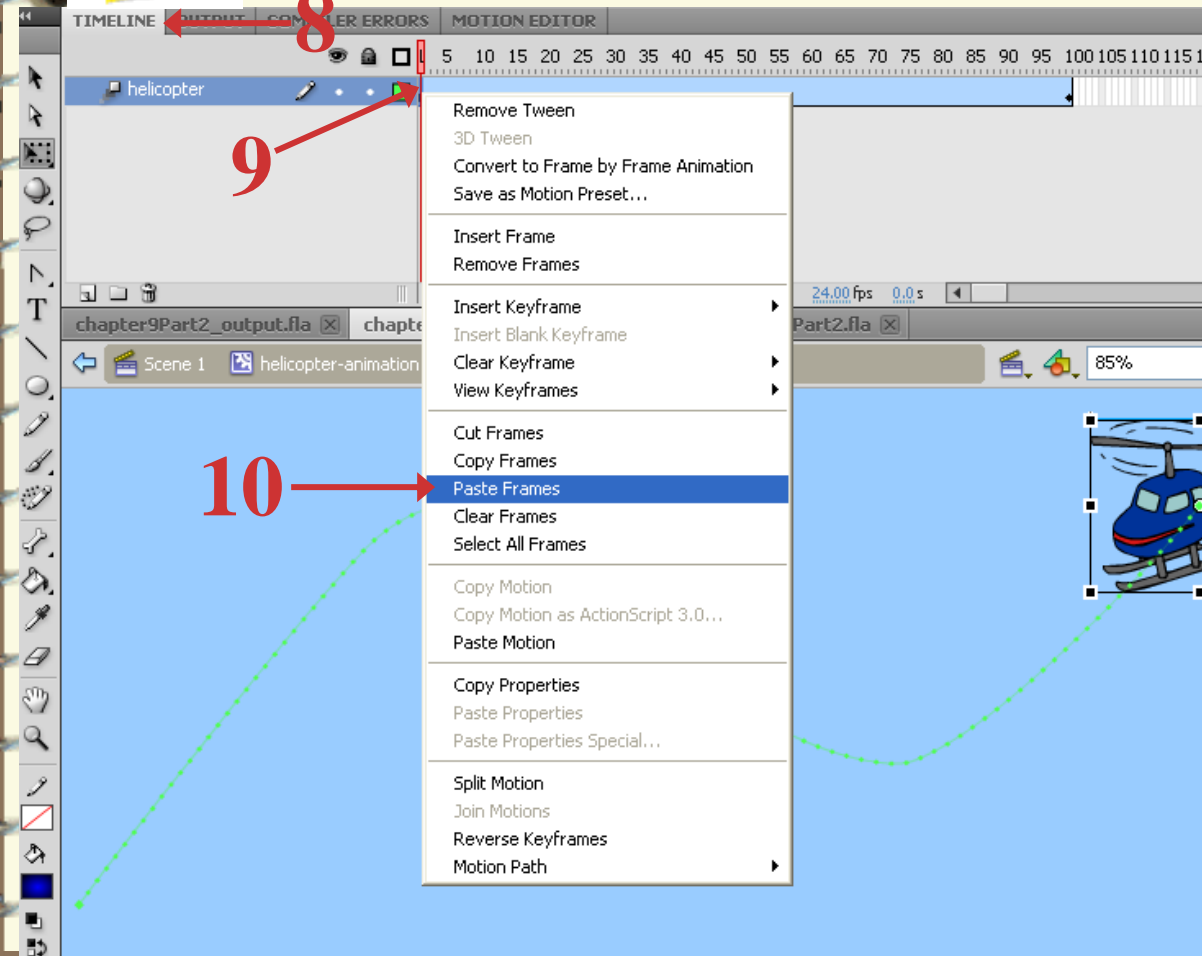 TIMELINE OUTPUT COMPILER ERRORS MOTION EDITOR
8
5 10 15 20 25 30 35 40 45 50 55 60 65 70 75 80 85 90 95 100 105 110 115
helicopter
9
Remove Tween
3D Tween
Convert to Frame by Frame Animation
Save as Motion Preset...
Insert Frame
Remove Frames
24.00 fps 0.0 s
Insert Keyframe
chapter9Part2_output.fla chapte Part2.fla
Insert Blank Keyframe
Scene 1 helicopter-animation
Clear Keyframe
85%
View Keyframes
Cut Frames
Copy Frames
10
Paste Frames
Clear Frames
Select All Frames
Copy Motion
Copy Motion as ActionScript 3.0...
Paste Motion
Copy Properties
Paste Properties
Paste Properties Special...
Split Motion
Join Motions
Reverse Keyframes
Motion Path